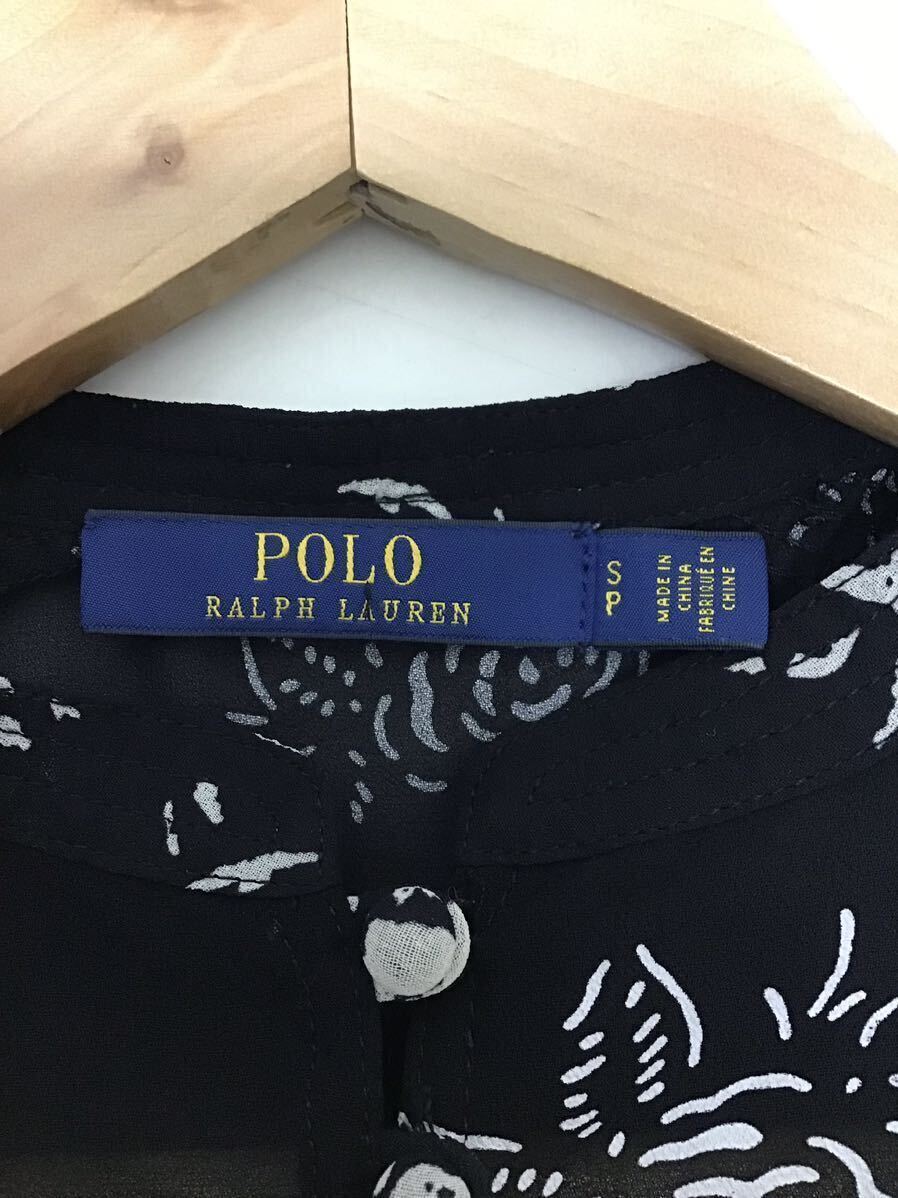 POLO
RALPH LAUREN
S
P
MADE IN
CHINA
FABRIQUÉ EN
CHINE